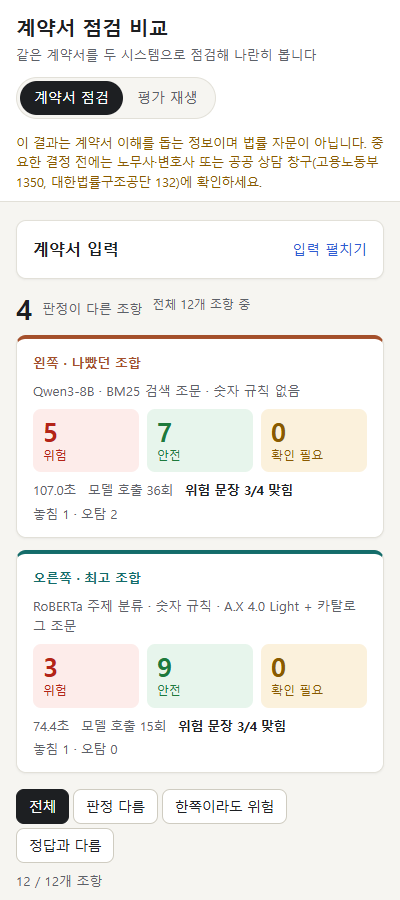 계약서 점검 비교
같은 계약서를 두 시스템으로 점검해 나란히 봅니다
계약서 점검 평가 재생
이 결과는 계약서 이해를 돕는 정보이며 법률 자문이 아닙니다. 중
요한 결정 전에는 노무사·변호사 또는 공공 상담 창구(고용노동부
1350, 대한법률구조공단 132)에 확인하세요.
계약서 입력 입력 펼치기
4 판정이 다른 조항 전체 12개 조항 중
왼쪽 · 나빴던 조합
Qwen3-8B · BM25 검색 조문 · 숫자 규칙 없음
5 7 0
위험 안전 확인 필요
107.0초 모델 호출 36회 위험 문장 3/4 맞힘
놓침 1 · 오탐 2
오른쪽 · 최고 조합
RoBERTa 주제 분류 · 숫자 규칙 · A.X 4.0 Light + 카탈로
그 조문
3 9 0
위험 안전 확인 필요
74.4초 모델 호출 15회 위험 문장 3/4 맞힘
놓침 1 · 오탐 0
전체 판정 다름 한쪽이라도 위험
정답과 다름
12 / 12개 조항